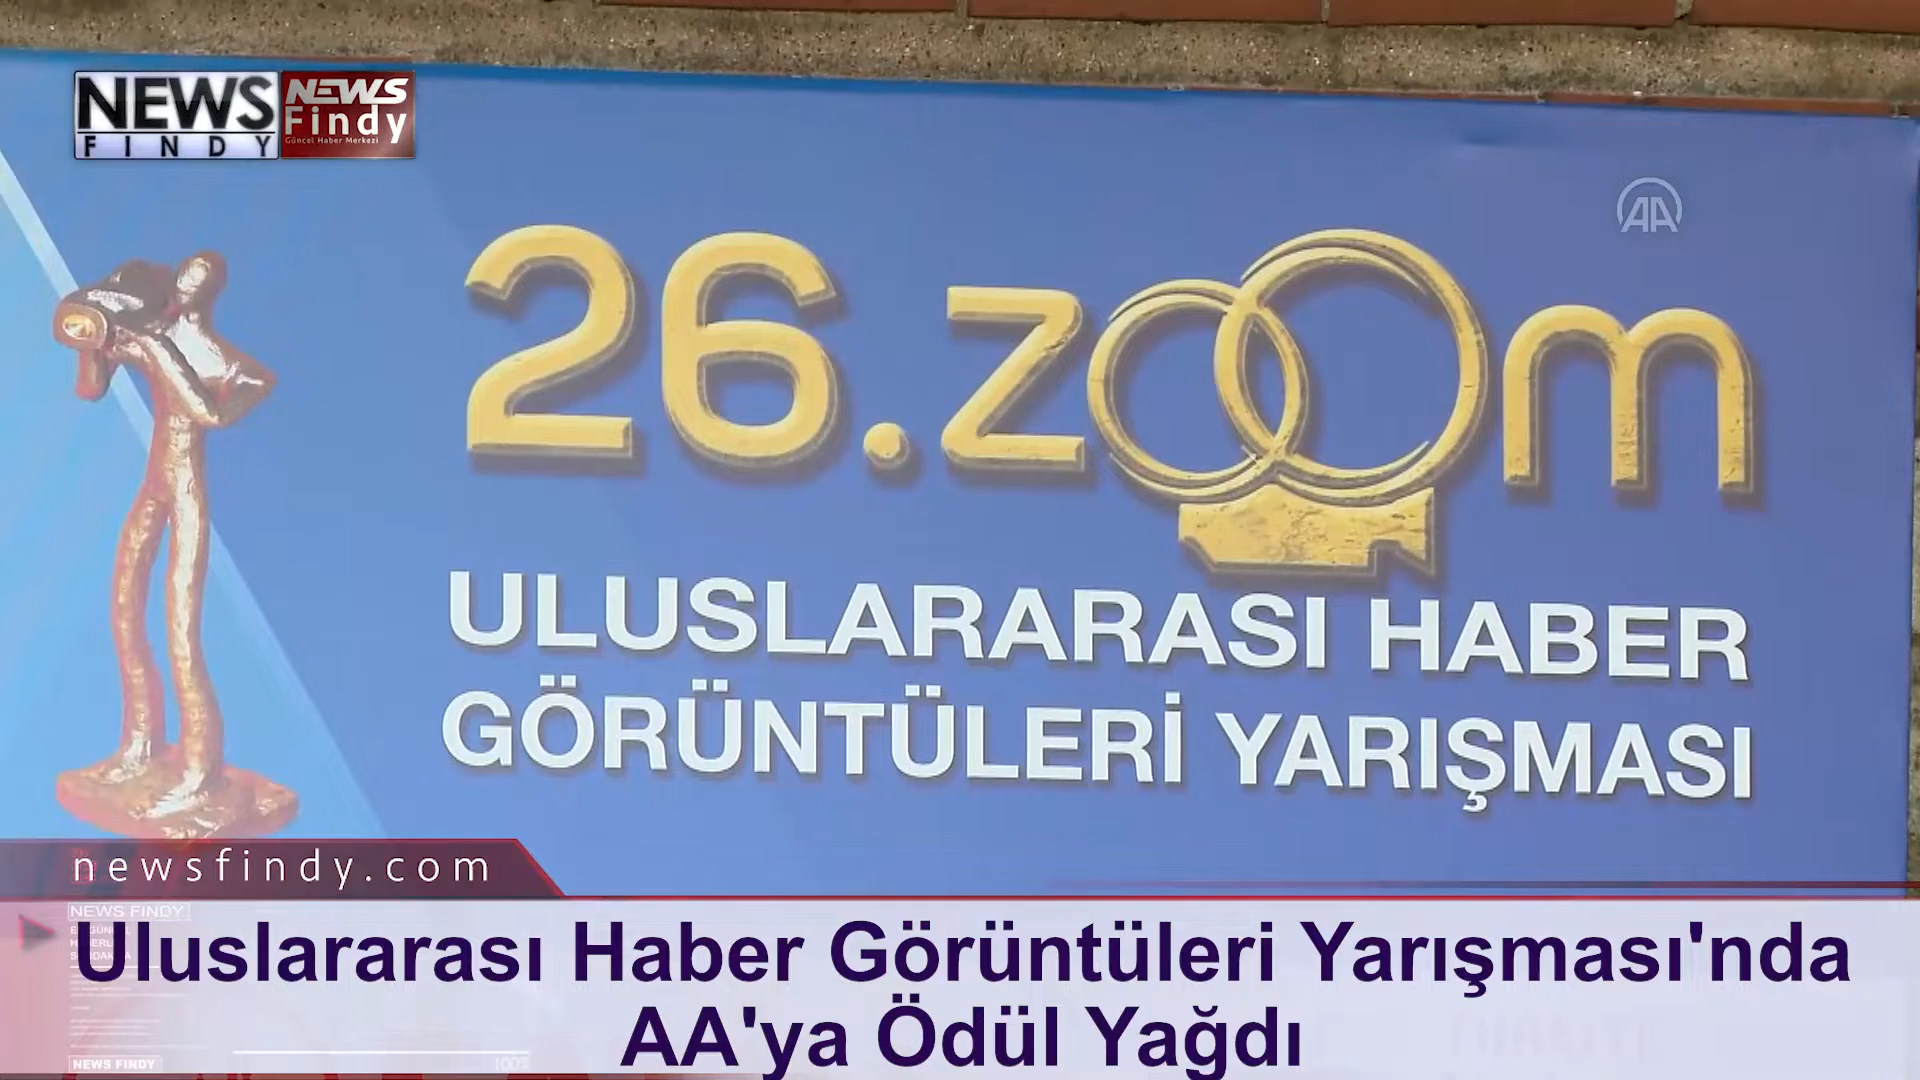 NEWS
FINDY
NEWS
Findy
Güncel Haber Merkezi
AA
26.zoom
ULUSLARARASI HABER
GÖRÜNTÜLERİ YARIŞMASI
newsfindy.com
NEWS FINDY
Uluslararası Haber Görüntüleri Yarışması'nda
AA'ya Ödül Yağdı
NEWS FINDY